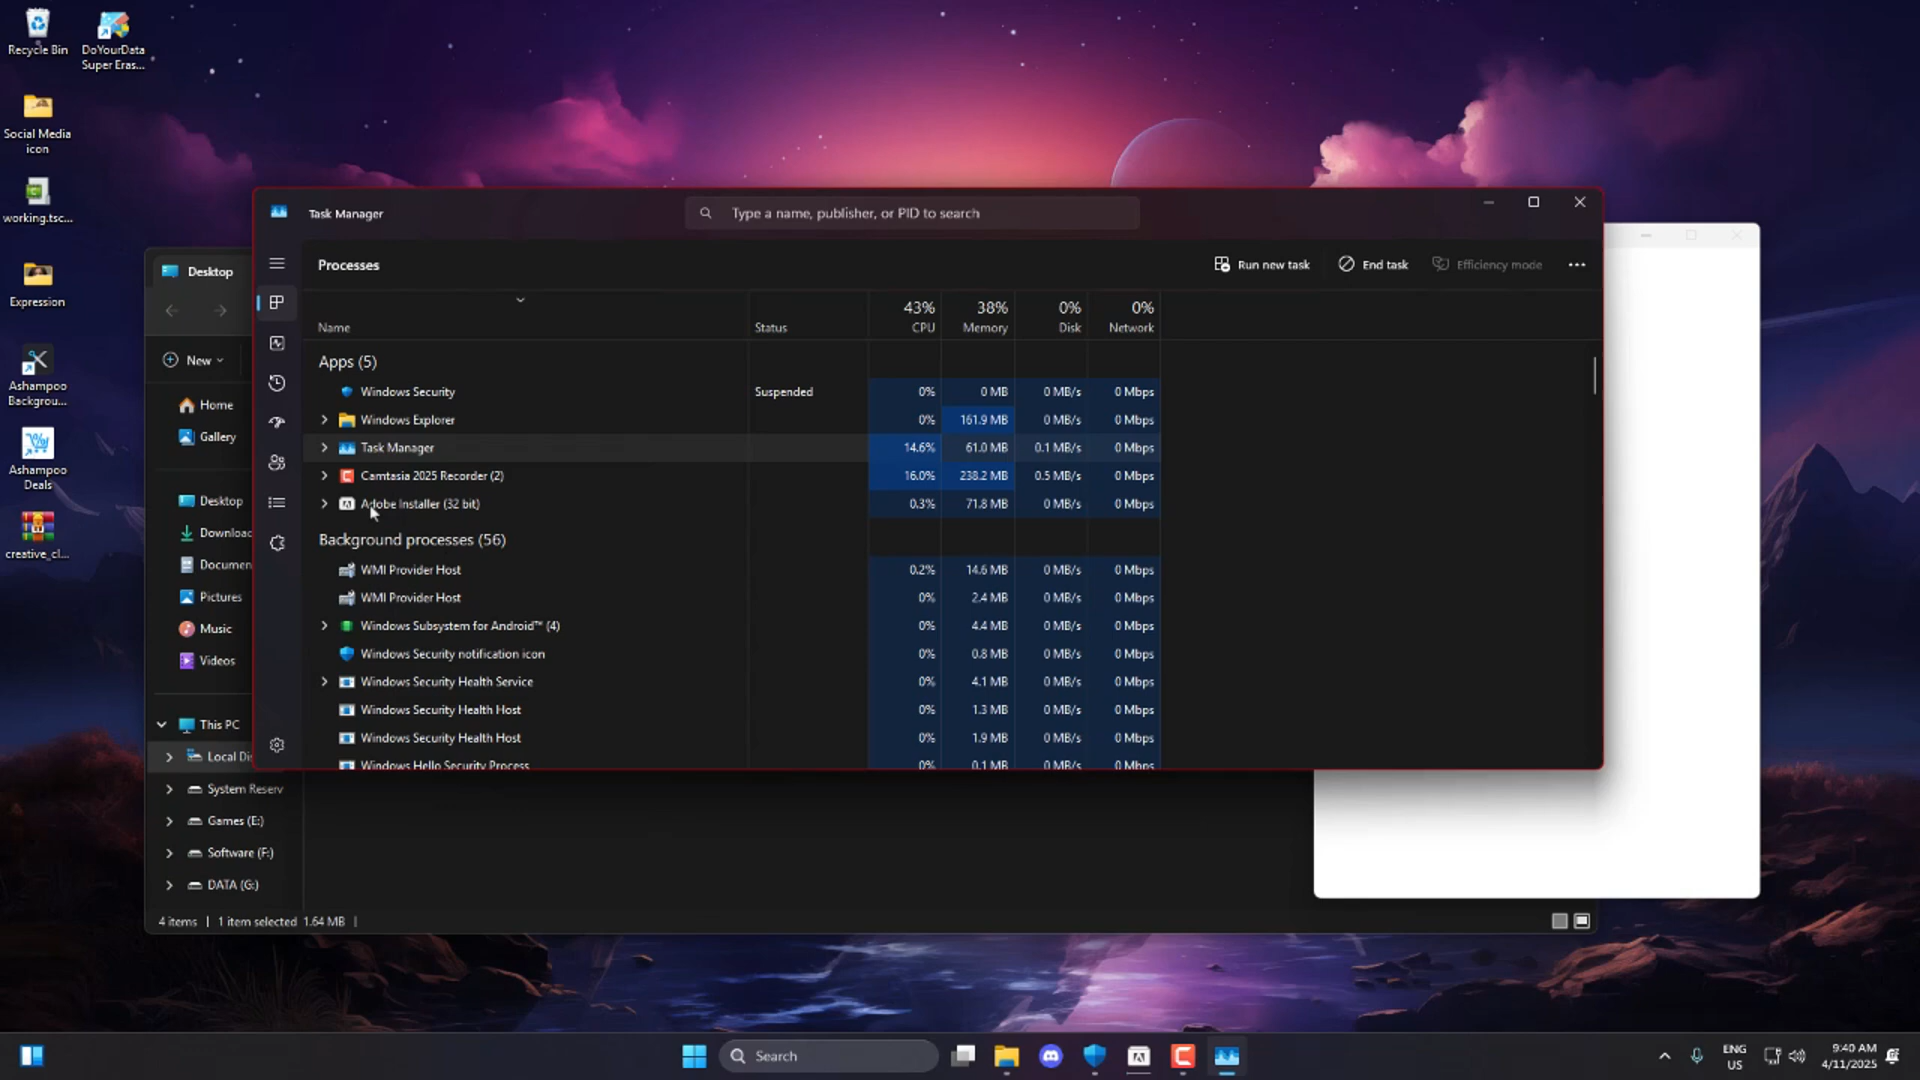 Recycle Bin
DoYourData
Super Eras...
Social Media
icon
working.tsc...
Expression
Ashampoo
Backgrou...
Ashampoo
Deals
creative_cl...
Desktop
New
Home
Gallery
Desktop
Downloac
Documen
Pictures
Music
Videos
This PC
Local Dis
System Reserv
Games (E:)
Software (F:)
DATA (G:)
4 items | 1 item selected 1.64 MB |
Task Manager
Type a name, publisher, or PID to search
Processes
Run new task
End task
Efficiency mode
43% 38% 0% 0%
Name Status CPU Memory Disk Network
Apps (5)
Windows Security Suspended 0% 0 MB 0 MB/s 0 Mbps
Windows Explorer 0% 161.9 MB 0 MB/s 0 Mbps
Task Manager 14.6% 61.0 MB 0.1 MB/s 0 Mbps
Camtasia 2025 Recorder (2) 16.0% 238.2 MB 0.5 MB/s 0 Mbps
Adobe Installer (32 bit) 0.3% 71.8 MB 0 MB/s 0 Mbps
Background processes (56)
WMI Provider Host 0.2% 14.6 MB 0 MB/s 0 Mbps
WMI Provider Host 0% 2.4 MB 0 MB/s 0 Mbps
Windows Subsystem for Android™ (4) 0% 4.4 MB 0 MB/s 0 Mbps
Windows Security notification icon 0% 0.8 MB 0 MB/s 0 Mbps
Windows Security Health Service 0% 4.1 MB 0 MB/s 0 Mbps
Windows Security Health Host 0% 1.3 MB 0 MB/s 0 Mbps
Windows Security Health Host 0% 1.9 MB 0 MB/s 0 Mbps
Windows Hello Security Process 0% 0.1 MB 0 MB/s 0 Mbps
Search
ENG
US
9:40 AM
4/11/2025